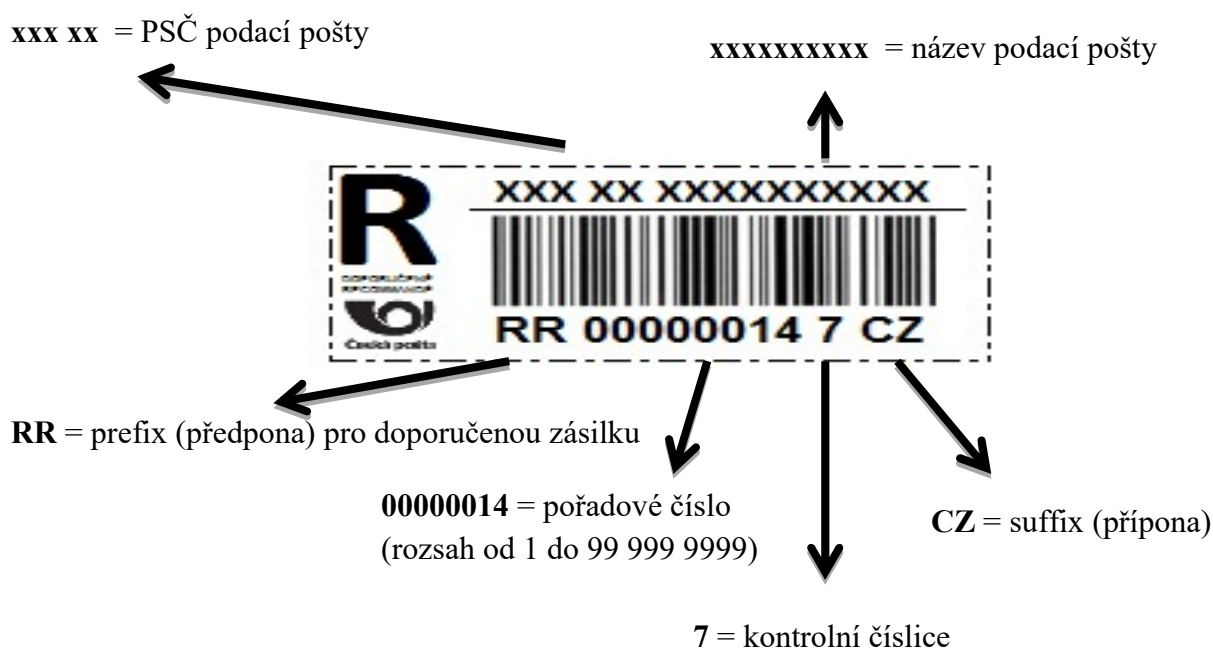 xxx xx = PSČ podací pošty
xxxxxxxxxx = název podací pošty
R
XXX XX XXXXXXXXXX
DOPORUČENĚ
RECOMMANDÉ
Česká pošta
RR 00000014 7 CZ
RR = prefix (předpona) pro doporučenou zásilku
00000014 = pořadové číslo
(rozsah od 1 do 99 999 9999)
CZ = suffix (přípona)
7 = kontrolní číslice